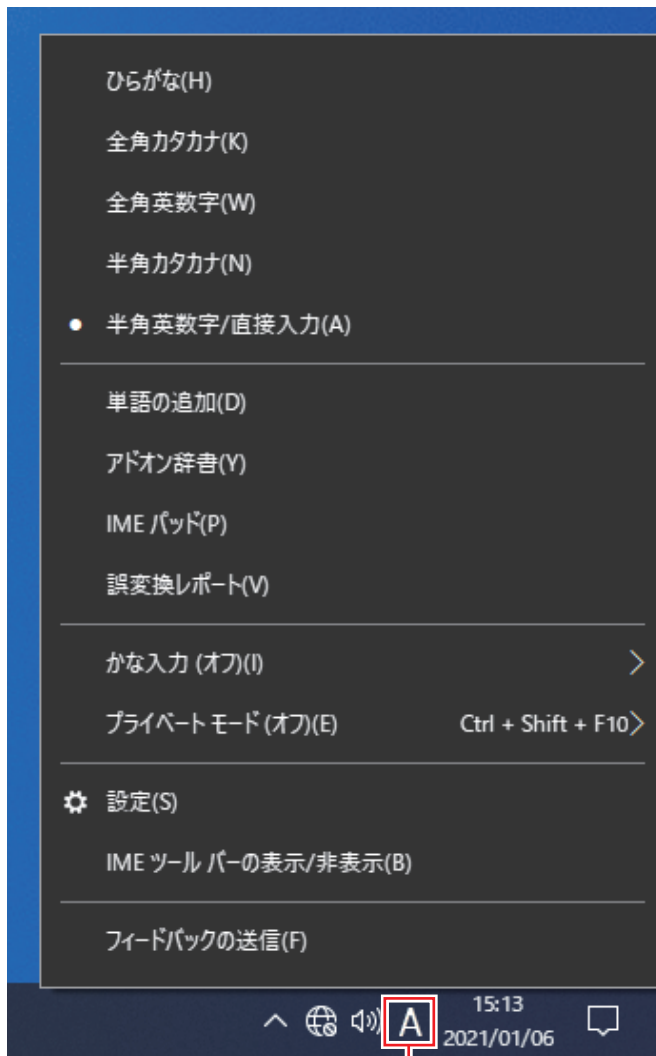 ひらがな(H)
全角カタカナ(K)
全角英数字(W)
半角カタカナ(N)
半角英数字/直接入力(A)
単語の追加(D)
アドオン辞書(Y)
IME パッド(P)
誤変換レポート(V)
かな入力 (オフ)(I)
プライベート モード (オフ)(E) Ctrl + Shift + F10
設定(S)
IME ツール バーの表示/非表示(B)
フィードバックの送信(F)
A 15:13
2021/01/06